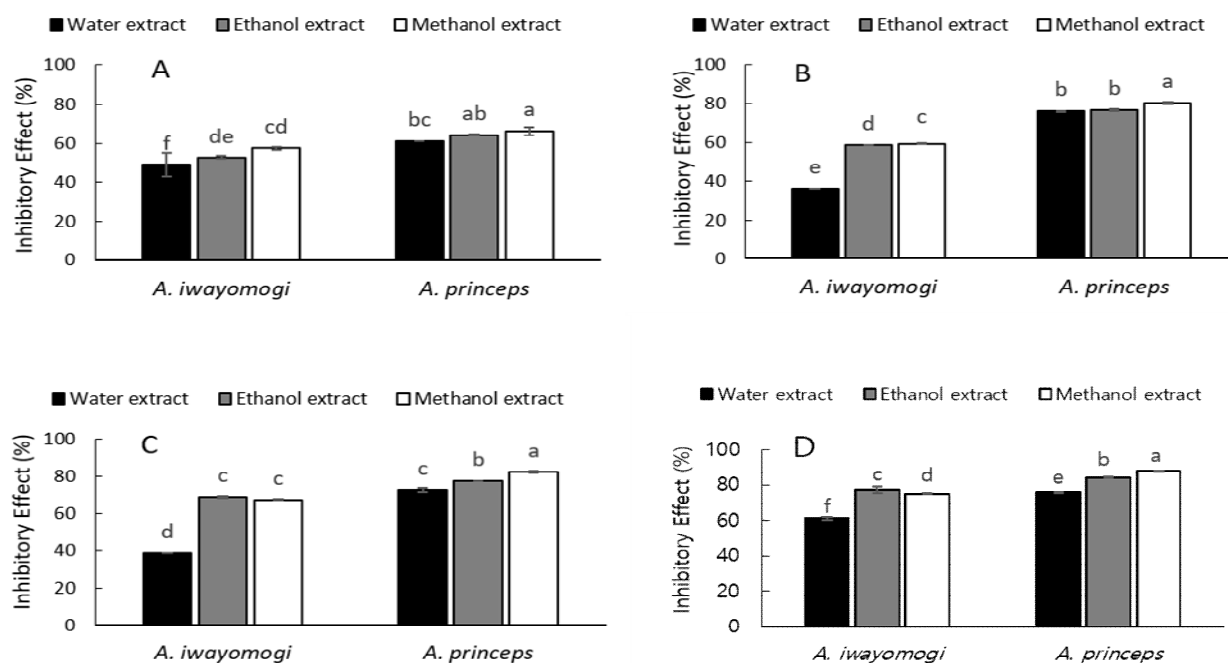 Water extract Ethanol extract Methanol extract
A
Inhibitory Effect (%)
100
80
60
40
20
0
f de cd bc ab a
A. iwayomogi A. princeps
Water extract Ethanol extract Methanol extract
B
Inhibitory Effect (%)
100
80
60
40
20
0
e d c b b a
A. iwayomogi A. princeps
Water extract Ethanol extract Methanol extract
C
Inhibitory Effect (%)
100
80
60
40
20
0
d c c c b a
A. iwayomogi A. princeps
Water extract Ethanol extract Methanol extract
D
Inhibitory Effect (%)
100
80
60
40
20
0
f c d e b a
A. iwayomogi A. princeps